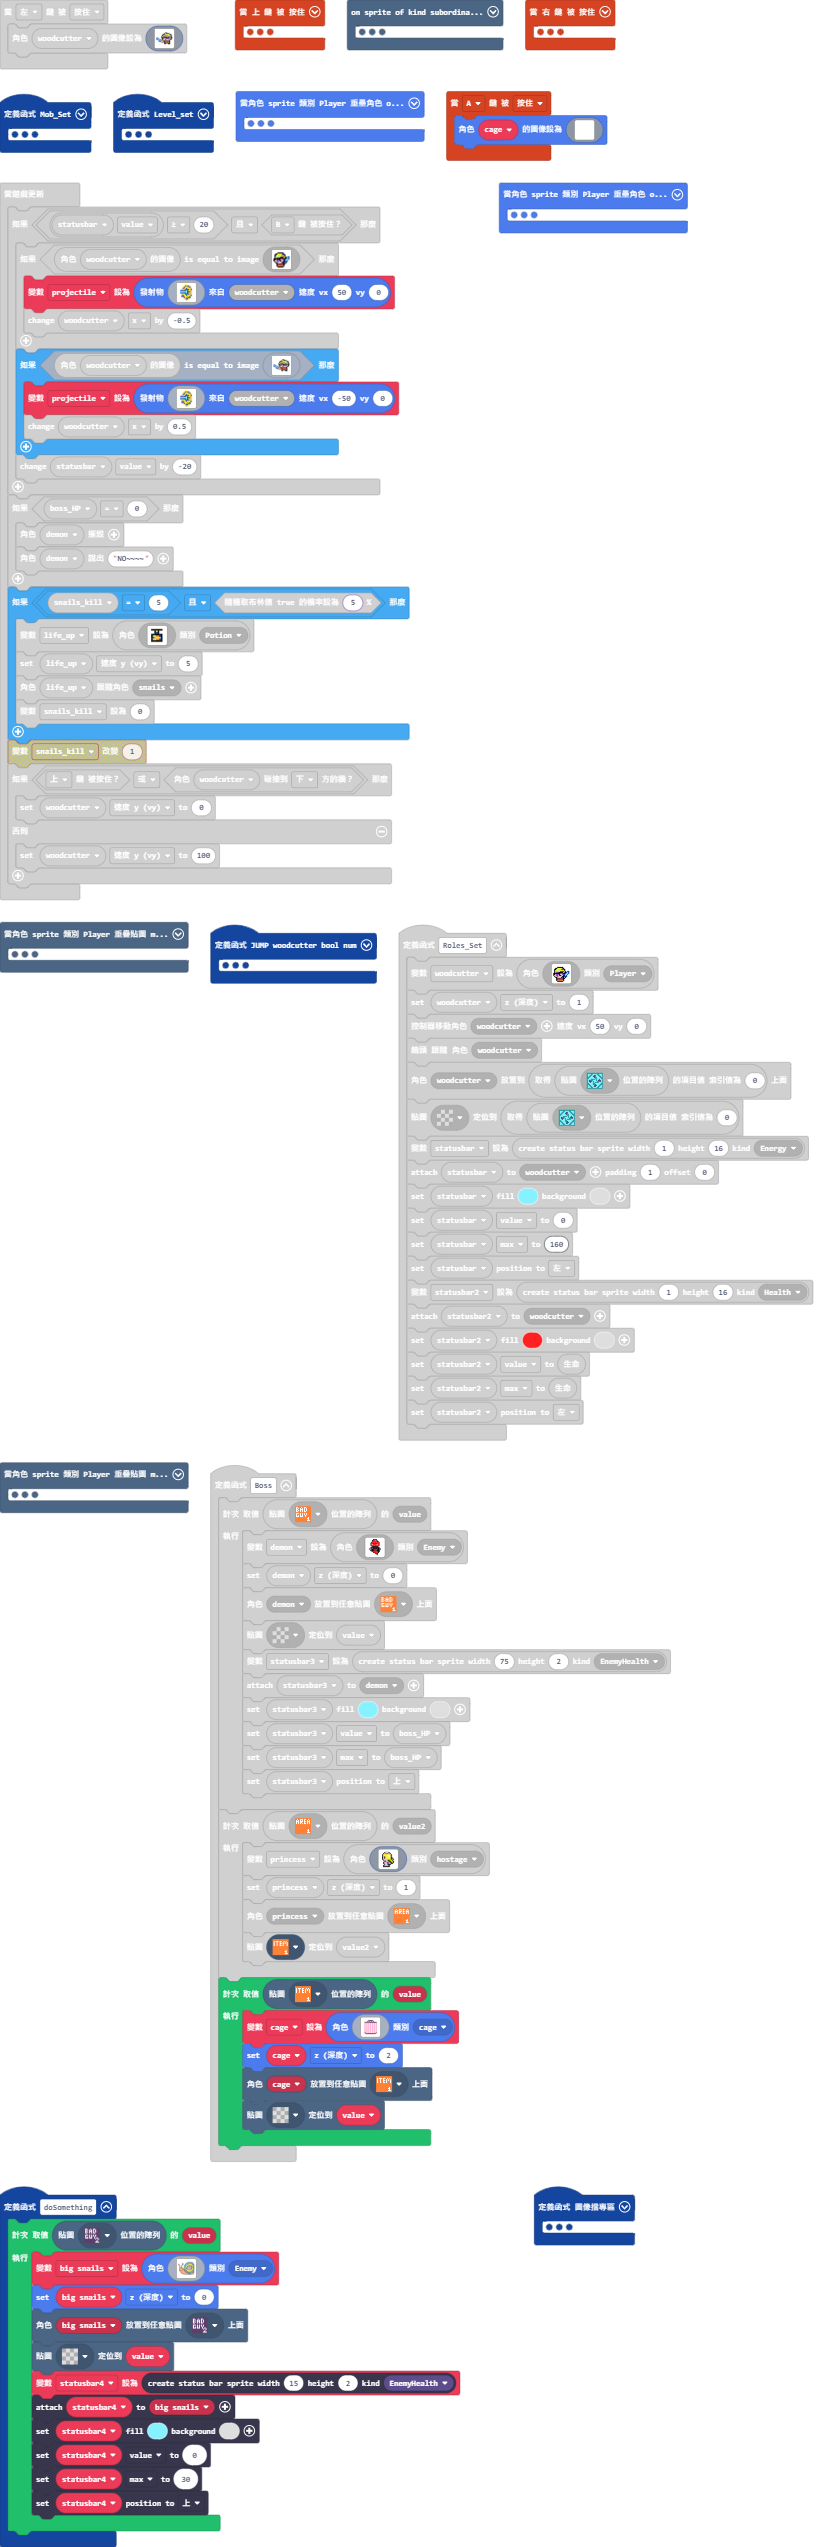 當 左 鍵 被 按住
角色 woodcutter 的圖像設為
當 上 鍵 被 按住
on sprite of kind subordina...
當 右 鍵 被 按住
定義函式 Mob_Set
定義函式 Level_set
當角色 sprite 類別 Player 重疊角色 o...
當 A 鍵 被 按住
角色 cage 的圖像設為
當遊戲更新
當角色 sprite 類別 Player 重疊角色 o...
如果 statusbar value ≥ 20 且 B 鍵 被按住？ 那麼
如果 角色 woodcutter 的圖像 is equal to image 那麼
變數 projectile 設為 發射物 來自 woodcutter 速度 vx 50 vy 0
change woodcutter x by -0.5
如果 角色 woodcutter 的圖像 is equal to image 那麼
變數 projectile 設為 發射物 來自 woodcutter 速度 vx -50 vy 0
change woodcutter x by 0.5
change statusbar value by -20
如果 boss_HP = 0 那麼
角色 demon 摧毀
角色 demon 說出 "NO~~~~"
如果 snails_kill = 5 且 隨機取布林值 true 的機率設為 5 % 那麼
變數 life_up 設為 角色 類別 Potion
set life_up 速度 y (vy) to 5
角色 life_up 跟隨角色 snails
變數 snails_kill 設為 0
變數 snails_kill 改變 1
如果 上 鍵 被按住？ 或 角色 woodcutter 碰撞到 下 方的牆？ 那麼
set woodcutter 速度 y (vy) to 0
否則
set woodcutter 速度 y (vy) to 100
當角色 sprite 類別 Player 重疊貼圖 m...
定義函式 JUMP woodcutter bool num
定義函式 Roles_Set
變數 woodcutter 設為 角色 類別 Player
set woodcutter z (深度) to 1
控制器移動角色 woodcutter 速度 vx 50 vy 0
鏡頭 跟隨 角色 woodcutter
角色 woodcutter 放置到 取得 貼圖 位置的陣列 的項目值 索引值為 0 上面
貼圖 定位到 取得 貼圖 位置的陣列 的項目值 索引值為 0
變數 statusbar 設為 create status bar sprite width 1 height 16 kind Energy
attach statusbar to woodcutter padding 1 offset 0
set statusbar fill background
set statusbar value to 0
set statusbar max to 160
set statusbar position to 左
變數 statusbar2 設為 create status bar sprite width 1 height 16 kind Health
attach statusbar2 to woodcutter
set statusbar2 fill background
set statusbar2 value to 生命
set statusbar2 max to 生命
set statusbar2 position to 左
當角色 sprite 類別 Player 重疊貼圖 m...
定義函式 Boss
計次 取值 貼圖 BAD GUY 1 位置的陣列 的 value
執行
變數 demon 設為 角色 類別 Enemy
set demon z (深度) to 0
角色 demon 放置到任意貼圖 BAD GUY 1 上面
貼圖 定位到 value
變數 statusbar3 設為 create status bar sprite width 75 height 2 kind EnemyHealth
attach statusbar3 to demon
set statusbar3 fill background
set statusbar3 value to boss_HP
set statusbar3 max to boss_HP
set statusbar3 position to 上
計次 取值 貼圖 AREA 1 位置的陣列 的 value2
執行
變數 princess 設為 角色 類別 hostage
set princess z (深度) to 1
角色 princess 放置到任意貼圖 AREA 1 上面
貼圖 ITEM 1 定位到 value2
計次 取值 貼圖 ITEM 1 位置的陣列 的 value
執行
變數 cage 設為 角色 類別 cage
set cage z (深度) to 2
角色 cage 放置到任意貼圖 ITEM 1 上面
貼圖 定位到 value
定義函式 doSomething
定義函式 圖像擋專區
計次 取值 貼圖 BAD GUY 2 位置的陣列 的 value
執行
變數 big snails 設為 角色 類別 Enemy
set big snails z (深度) to 0
角色 big snails 放置到任意貼圖 BAD GUY 2 上面
貼圖 定位到 value
變數 statusbar4 設為 create status bar sprite width 15 height 2 kind EnemyHealth
attach statusbar4 to big snails
set statusbar4 fill background
set statusbar4 value to 0
set statusbar4 max to 30
set statusbar4 position to 上